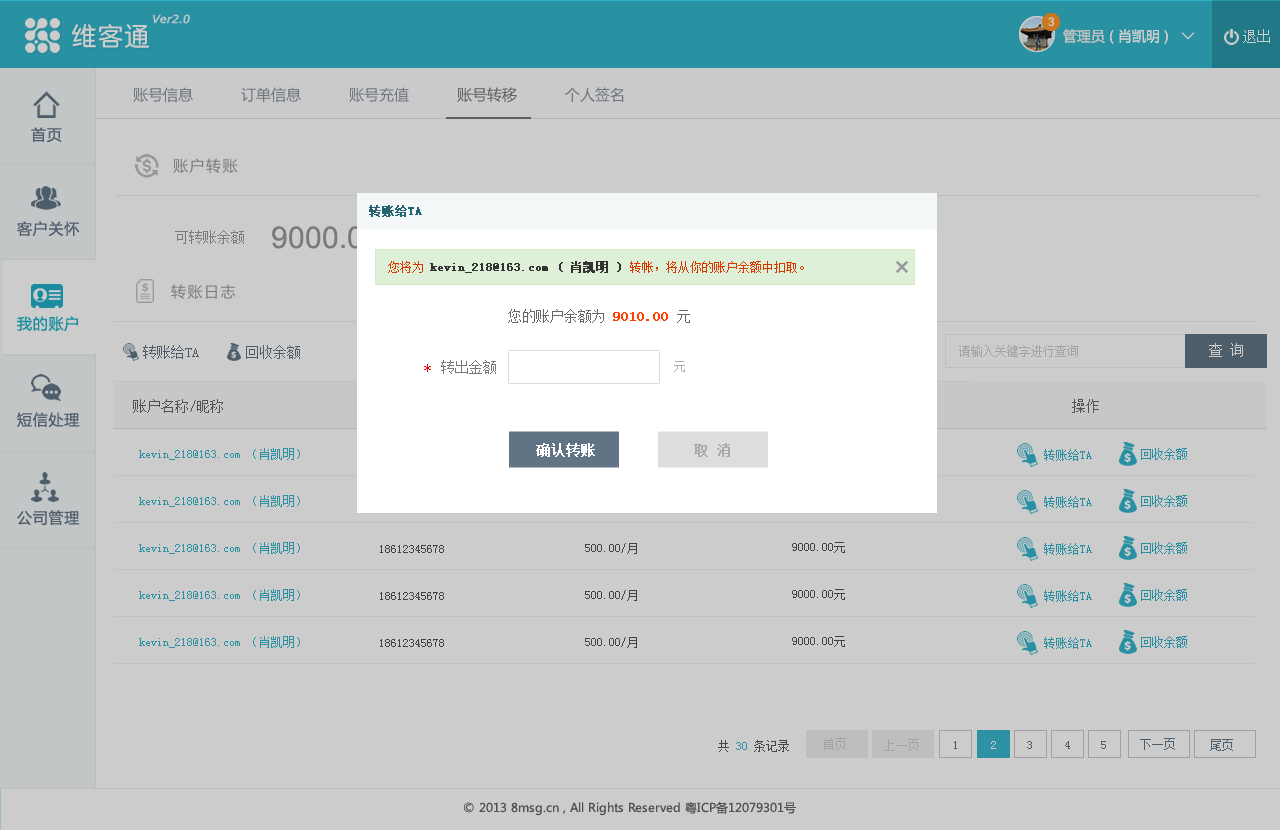 维客通 Ver2.0
3
管理员 ( 肖凯明 )
退出
首页
客户关怀
我的账户
短信处理
公司管理
账号信息 订单信息 账号充值 账号转移 个人签名
账户转账
可转账余额 9000.0
转账日志
转账给TA 回收余额
请输入关键字进行查询 查 询
转账给TA
您将为 kevin_218@163.com ( 肖凯明 ) 转帐，将从你的账户余额中扣取。
您的账户余额为 9010.00 元
* 转出金额 元
确认转账 取 消
账户名称/昵称 操作
kevin_218@163.com （肖凯明） 转账给TA 回收余额
kevin_218@163.com （肖凯明） 转账给TA 回收余额
kevin_218@163.com （肖凯明） 18612345678 500.00/月 9000.00元 转账给TA 回收余额
kevin_218@163.com （肖凯明） 18612345678 500.00/月 9000.00元 转账给TA 回收余额
kevin_218@163.com （肖凯明） 18612345678 500.00/月 9000.00元 转账给TA 回收余额
共 30 条记录 首页 上一页 1 2 3 4 5 下一页 尾页
© 2013 8msg.cn , All Rights Reserved 粤ICP备12079301号